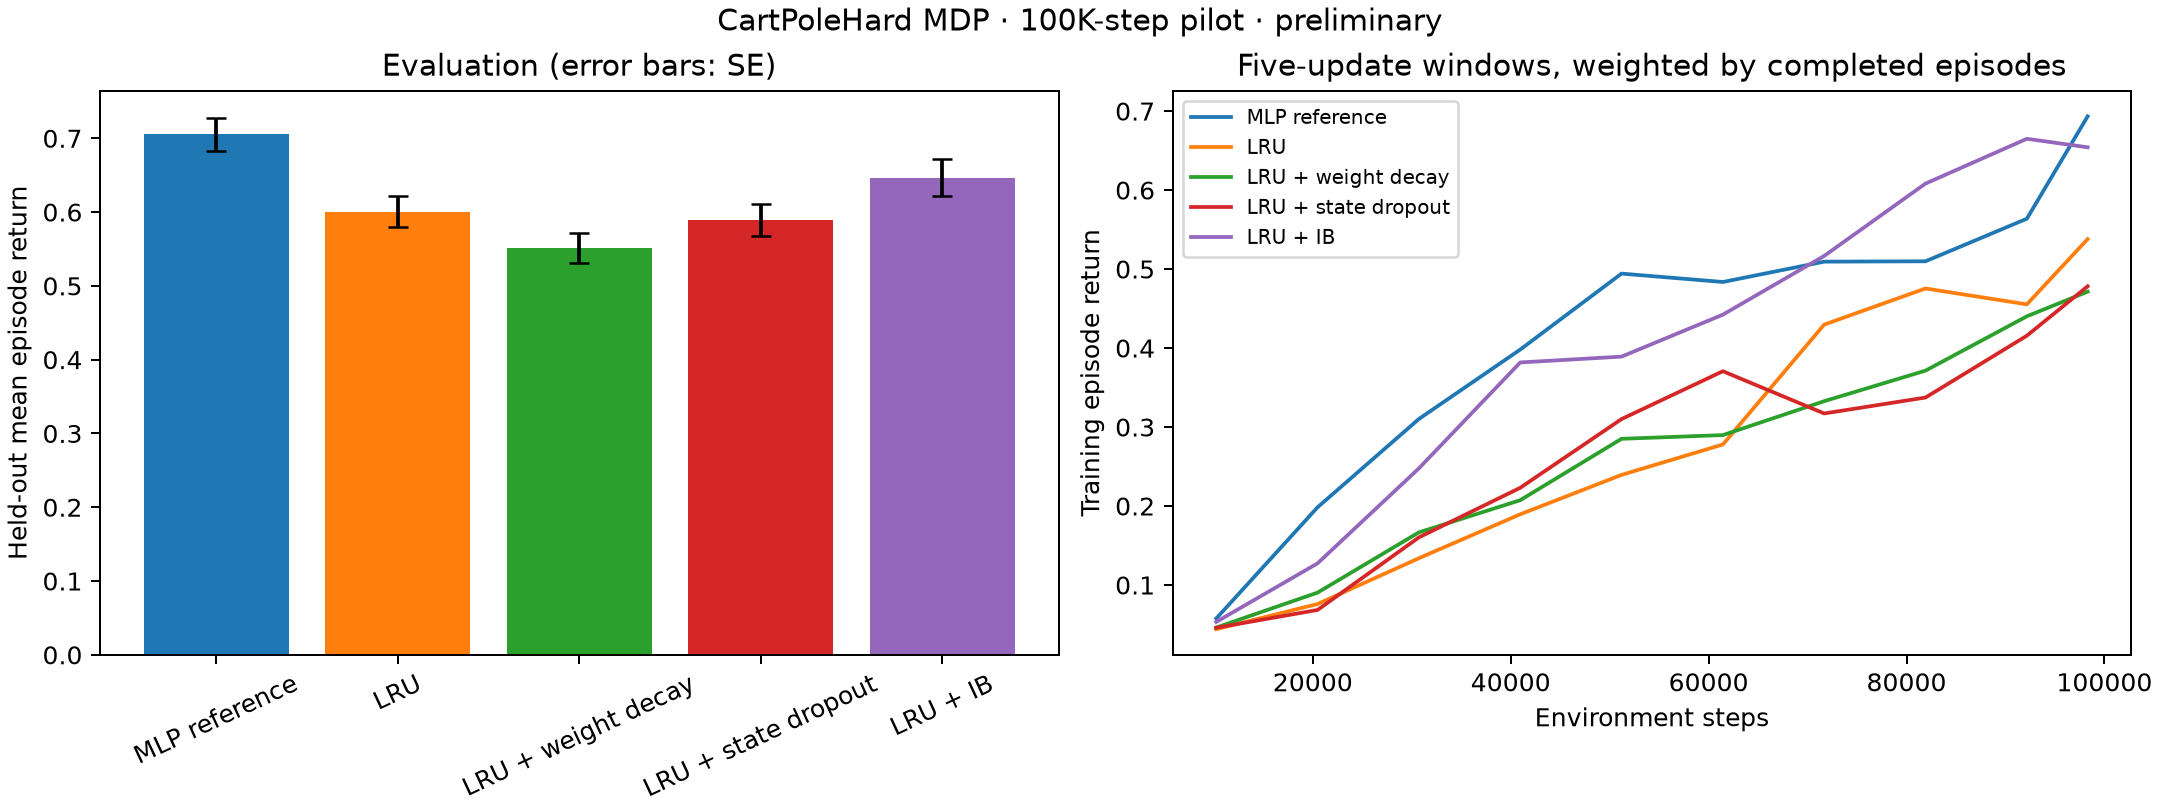 CartPoleHard MDP · 100K-step pilot · preliminary
Evaluation (error bars: SE)
Held-out mean episode return
0.7
0.6
0.5
0.4
0.3
0.2
0.1
0.0
MLP reference
LRU
LRU + weight decay
LRU + state dropout
LRU + IB
Five-update windows, weighted by completed episodes
MLP reference
LRU
LRU + weight decay
LRU + state dropout
LRU + IB
Training episode return
0.7
0.6
0.5
0.4
0.3
0.2
0.1
20000
40000
60000
80000
100000
Environment steps